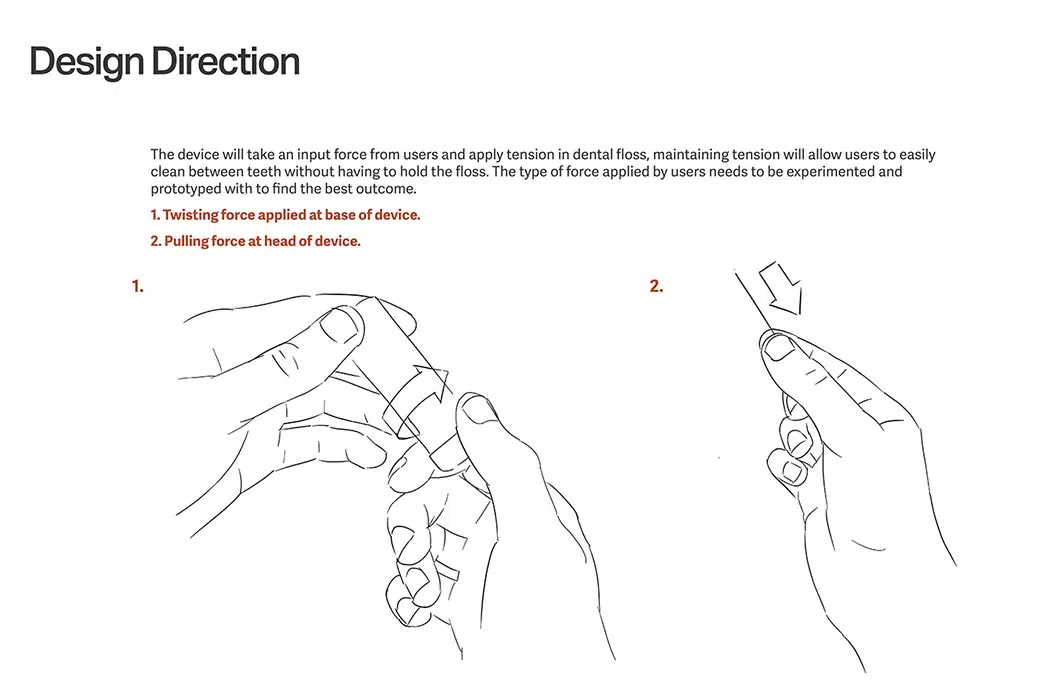 Design Direction
The device will take an input force from users and apply tension in dental floss, maintaining tension will allow users to easily
clean between teeth without having to hold the floss. The type of force applied by users needs to be experimented and
prototyped with to find the best outcome.
1. Twisting force applied at base of device.
2. Pulling force at head of device.
1.
2.